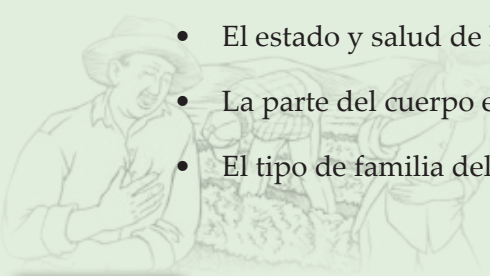 • El estado y salud de
• La parte del cuerpo
• El tipo de familia del